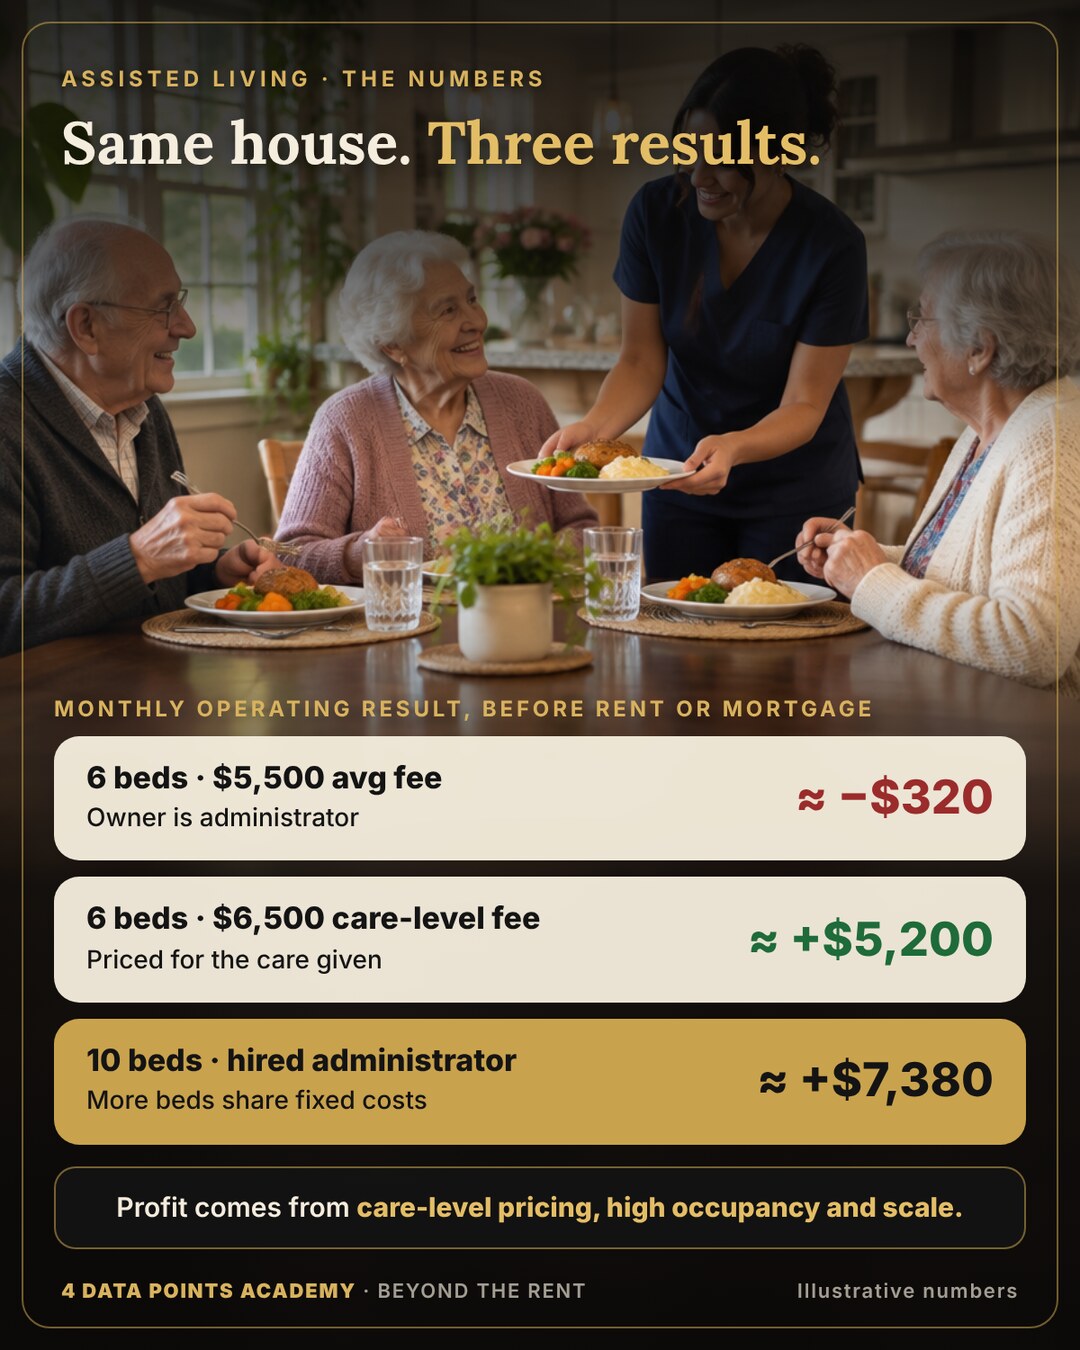 ASSISTED LIVING · THE NUMBERS
Same house. Three results.
MONTHLY OPERATING RESULT, BEFORE RENT OR MORTGAGE
6 beds · $5,500 avg fee
Owner is administrator
≈ −$320
6 beds · $6,500 care-level fee
Priced for the care given
≈ +$5,200
10 beds · hired administrator
More beds share fixed costs
≈ +$7,380
Profit comes from care-level pricing, high occupancy and scale.
4 DATA POINTS ACADEMY · BEYOND THE RENT
Illustrative numbers